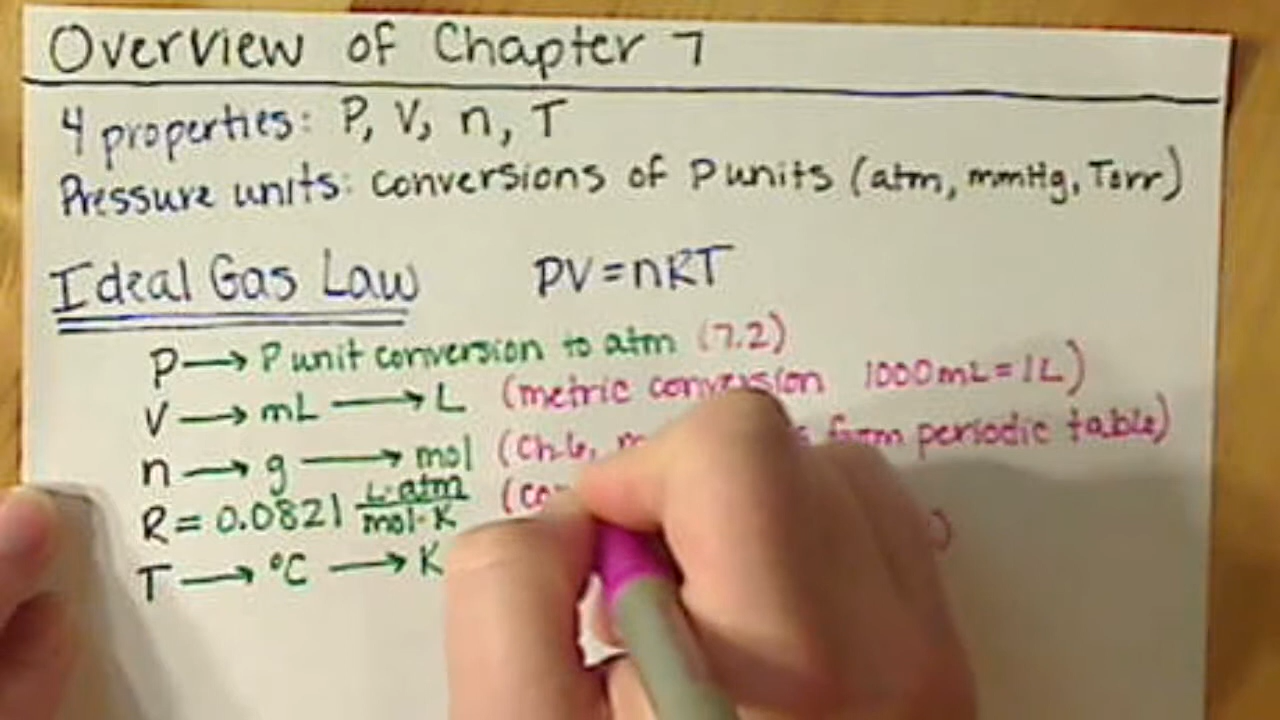 Overview of Chapter 7
4 properties: P, V, n, T
Pressure units: conversions of P units (atm, mmHg, Torr)
Ideal Gas Law PV=nRT
P → P unit conversion to atm (7.2)
V → mL → L (metric conversion 1000mL=1L)
n → g → mol (Ch.6, form periodic table)
R = 0.0821 L·atm/mol·K
T → °C → K